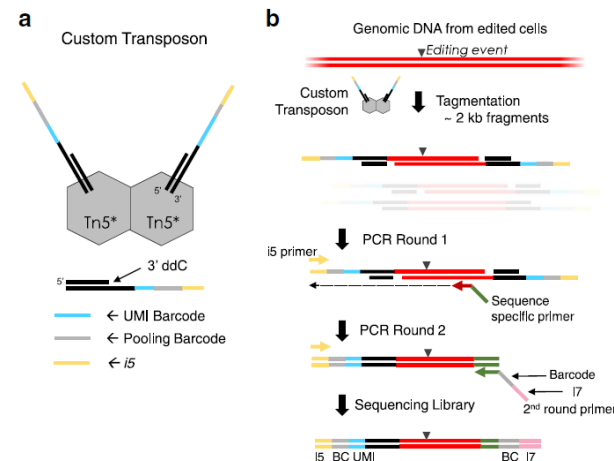 a
Custom Transposon
Tn5*
Tn5*
5'
3'
5'
3' ddC
← UMI Barcode
← Pooling Barcode
← i5
b
Genomic DNA from edited cells
Editing event
Custom
Transposon
Tagmentation
~ 2 kb fragments
PCR Round 1
i5 primer
Sequence
specific primer
PCR Round 2
Barcode
I7
2nd round primer
Sequencing Library
I5 BC UMI
BC I7